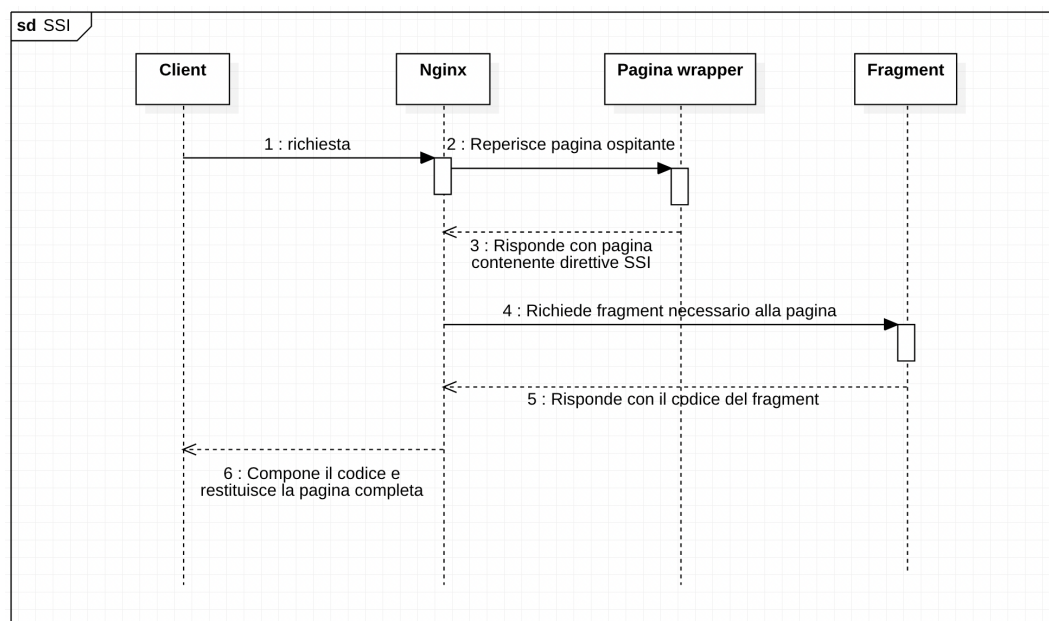 sd SSI
Client
Nginx
Pagina wrapper
Fragment
1 : richiesta
2 : Reperisce pagina ospitante
3 : Risponde con pagina
contenente direttive SSI
4 : Richiede fragment necessario alla pagina
5 : Risponde con il codice del fragment
6 : Compone il codice e
restituisce la pagina completa